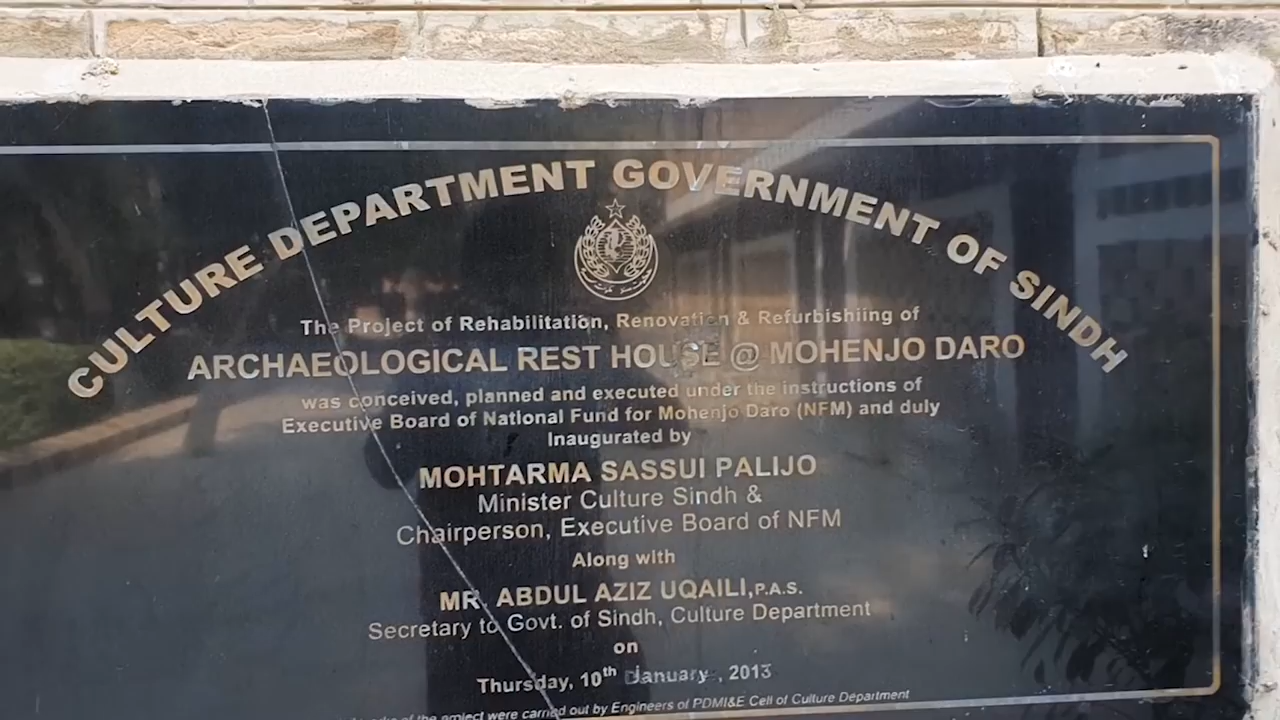 CULTURE DEPARTMENT GOVERNMENT OF SINDH
The Project of Rehabilitation, Renovation & Refurbishiing of
ARCHAEOLOGICAL REST HOUSE @ MOHENJO DARO
was conceived, planned and executed under the instructions of
Executive Board of National Fund for Mohenjo Daro (NFM) and duly
Inaugurated by
MOHTARMA SASSUI PALIJO
Minister Culture Sindh &
Chairperson, Executive Board of NFM
Along with
MR ABDUL AZIZ UQAILI,P.A.S.
Secretary to Govt. of Sindh, Culture Department
on
Thursday, 10th January, 2013
of the project were carried out by Engineers of PDMI&E Cell of Culture Department